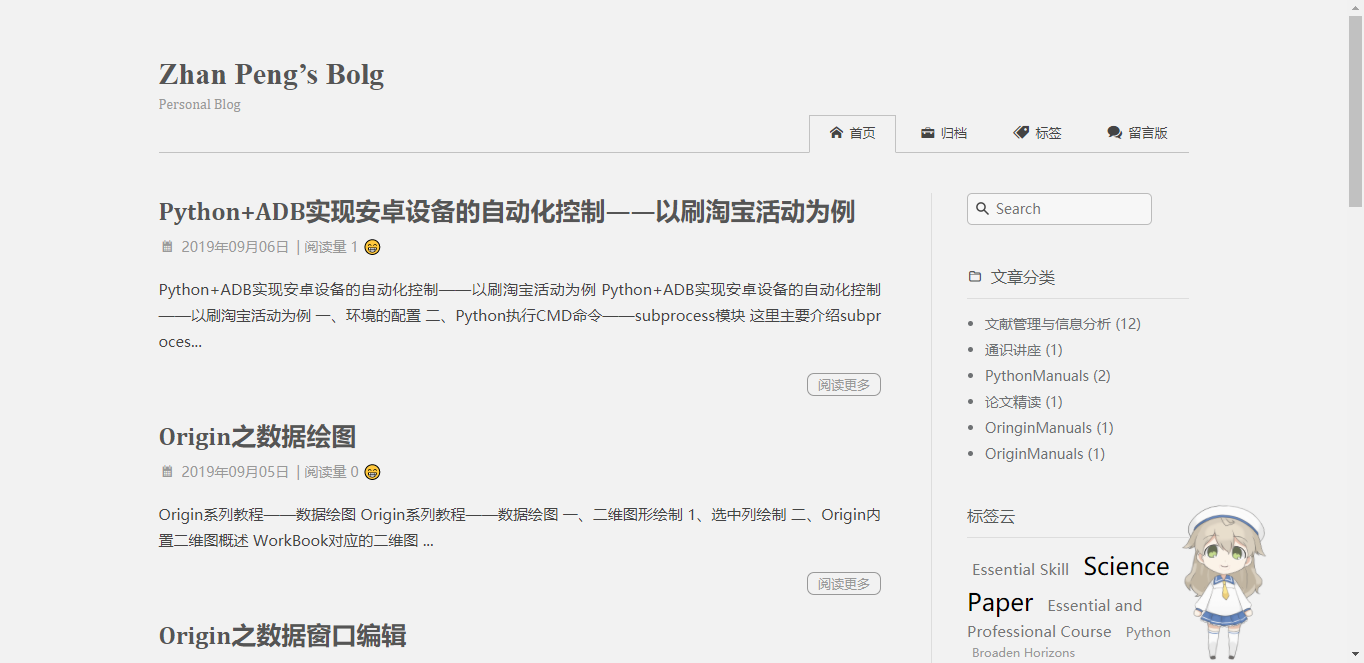 Zhan Peng’s Bolg
Personal Blog
首页 归档 标签 留言版
Python+ADB实现安卓设备的自动化控制——以刷淘宝活动为例
2019年09月06日 | 阅读量 1
Python+ADB实现安卓设备的自动化控制——以刷淘宝活动为例 Python+ADB实现安卓设备的自动化控制
——以刷淘宝活动为例 一、环境的配置 二、Python执行CMD命令——subprocess模块 这里主要介绍subpr
oces...
阅读更多
Origin之数据绘图
2019年09月05日 | 阅读量 0
Origin系列教程——数据绘图 Origin系列教程——数据绘图 一、二维图形绘制 1、选中列绘制 二、Origin内
置二维图概述 WorkBook对应的二维图 ...
阅读更多
Origin之数据窗口编辑
Search
文章分类
文献管理与信息分析 (12)
通识讲座 (1)
PythonManuals (2)
论文精读 (1)
OringinManuals (1)
OriginManuals (1)
标签云
Essential Skill Science
Paper Essential and
Professional Course Python
Broaden Horizons